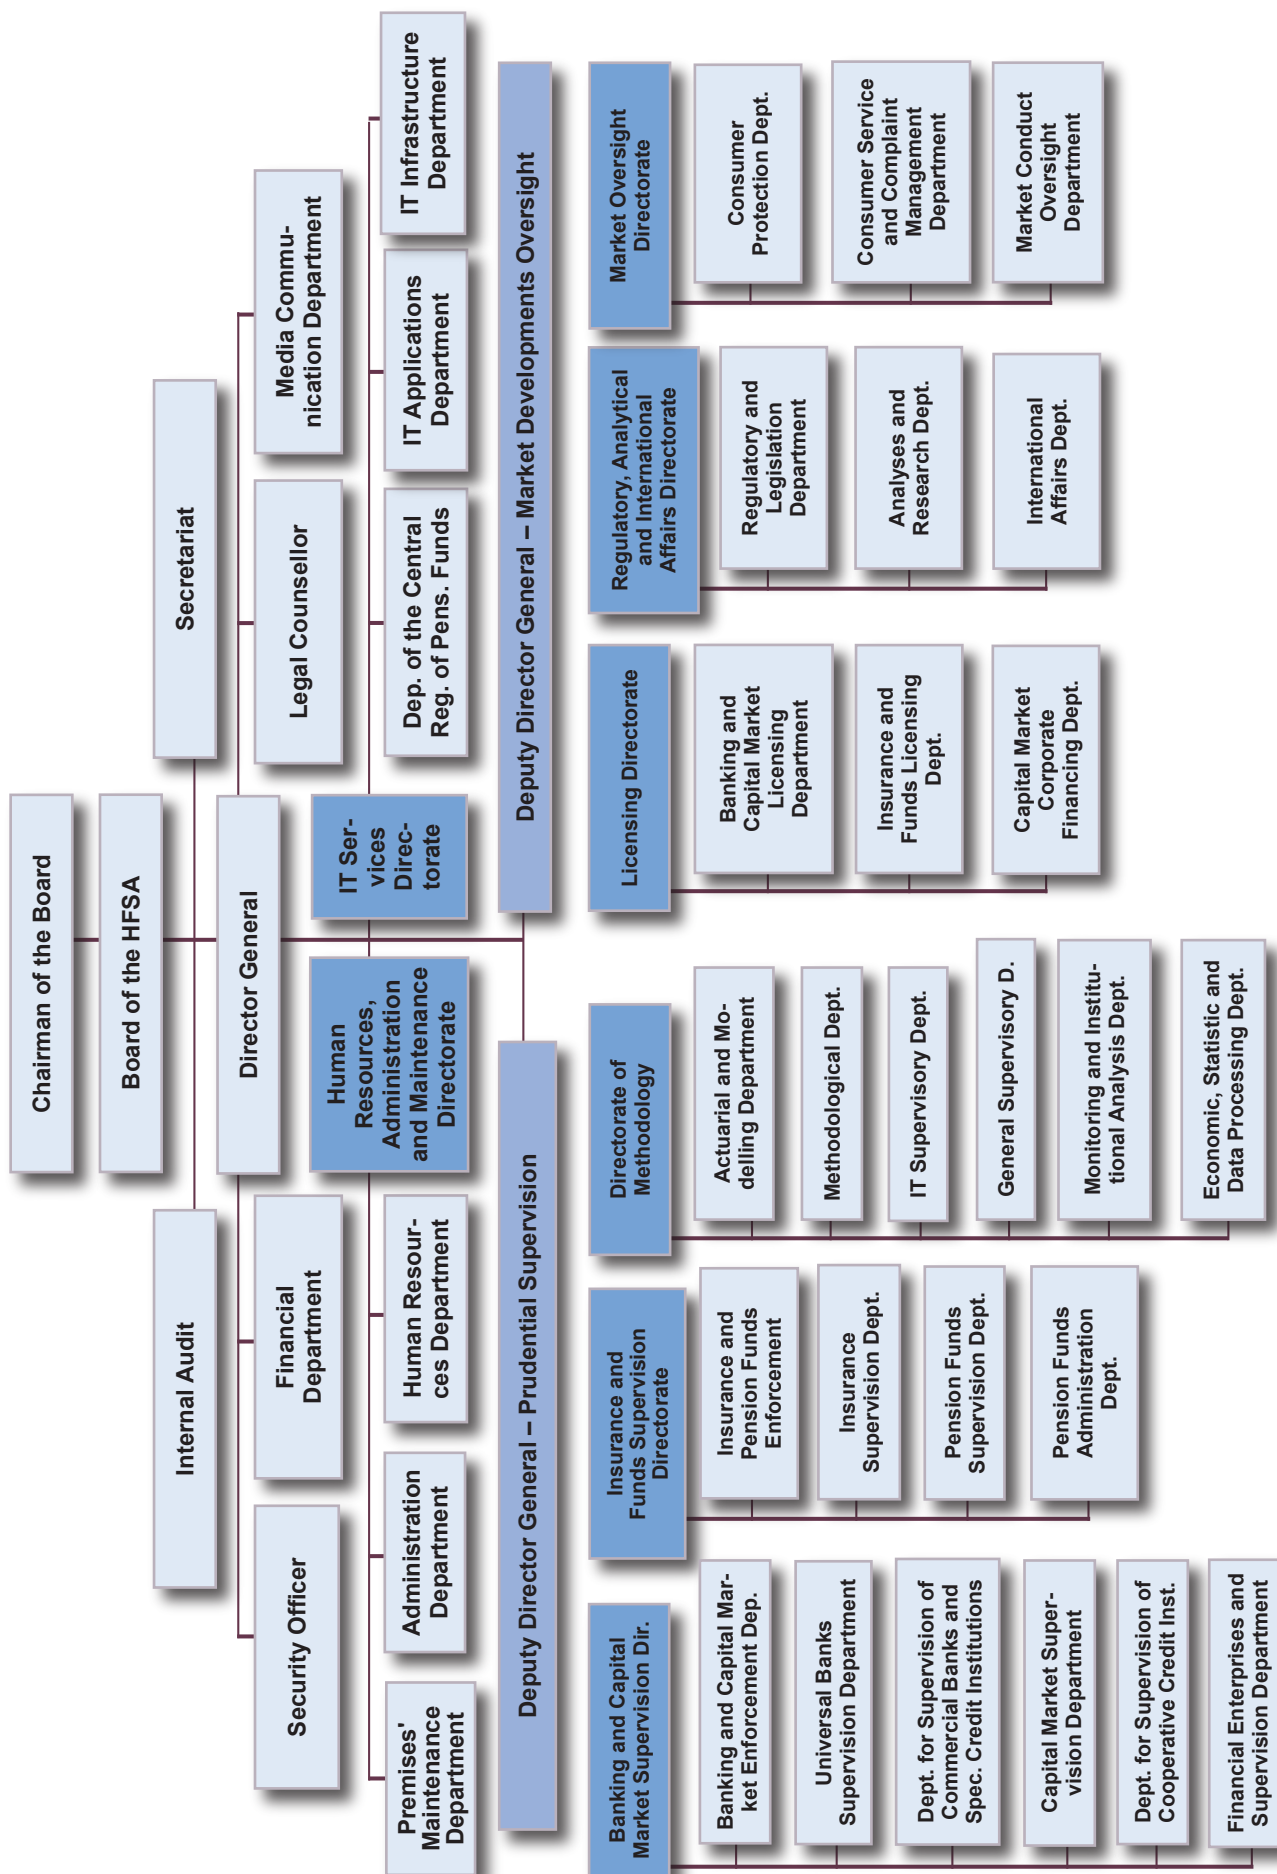 Chairman of the Board
Board of the HFSA
Internal Audit
Secretariat
Director General
Security Officer
Financial
Department
Legal Counsellor
Media Commu-
nication Department
Human
Resources,
Administration
and Maintenance
Directorate
IT Ser-
vices
Direc-
torate
Premises'
Maintenance
Department
Administration
Department
Human Resour-
ces Department
Dep. of the Central
Reg. of Pens. Funds
IT Applications
Department
IT Infrastructure
Department
Deputy Director General – Prudential Supervision
Deputy Director General – Market Developments Oversight
Banking and Capital
Market Supervision Dir.
Banking and Capital Mar-
ket Enforcement Dep.
Universal Banks
Supervision Department
Dept. for Supervision of
Commercial Banks and
Spec. Credit Institutions
Capital Market Super-
vision Department
Dept. for Supervision of
Cooperative Credit Inst.
Financial Enterprises and
Supervision Department
Insurance and
Funds Supervision
Directorate
Insurance and
Pension Funds
Enforcement
Insurance
Supervision Dept.
Pension Funds
Supervision Dept.
Pension Funds
Administration
Dept.
Directorate of
Methodology
Actuarial and Mo-
delling Department
Methodological Dept.
IT Supervisory Dept.
General Supervisory D.
Monitoring and Institu-
tional Analysis Dept.
Economic, Statistic and
Data Processing Dept.
Licensing Directorate
Banking and
Capital Market
Licensing
Department
Insurance and
Funds Licensing
Dept.
Capital Market
Corporate
Financing Dept.
Regulatory, Analytical
and International
Affairs Directorate
Regulatory and
Legislation
Department
Analyses and
Research Dept.
International
Affairs Dept.
Market Oversight
Directorate
Consumer
Protection Dept.
Consumer Service
and Complaint
Management
Department
Market Conduct
Oversight
Department